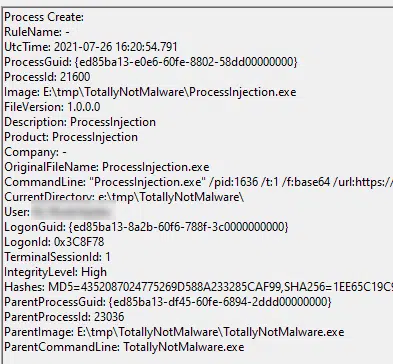 Process Create:
RuleName: -
UtcTime: 2021-07-26 16:20:54.791
ProcessGuid: {ed85ba13-e0e6-60fe-8802-58dd00000000}
ProcessId: 21600
Image: E:\tmp\TotallyNotMalware\ProcessInjection.exe
FileVersion: 1.0.0.0
Description: ProcessInjection
Product: ProcessInjection
Company: -
OriginalFileName: ProcessInjection.exe
CommandLine: "ProcessInjection.exe" /pid:1636 /t:1 /f:base64 /url:https:/
CurrentDirectory: e:\tmp\TotallyNotMalware\
User:
LogonGuid: {ed85ba13-8a2b-60f6-788f-3c0000000000}
LogonId: 0x3C8F78
TerminalSessionId: 1
IntegrityLevel: High
Hashes: MD5=4352087024775269D588A233285CAF99,SHA256=1EE65C19C9
ParentProcessGuid: {ed85ba13-df45-60fe-6894-2ddd00000000}
ParentProcessId: 23036
ParentImage: E:\tmp\TotallyNotMalware\TotallyNotMalware.exe
ParentCommandLine: TotallyNotMalware.exe